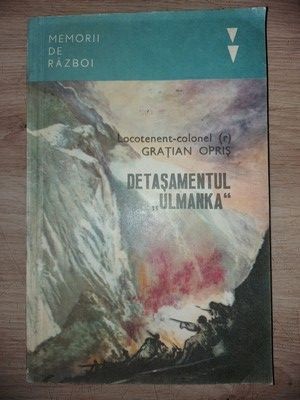 MEMORII
DE
RĂZBOI
Locotenent-colonel (r)
GRAȚIAN OPRIȘ
DETAȘAMENTUL
„ULMANKA“